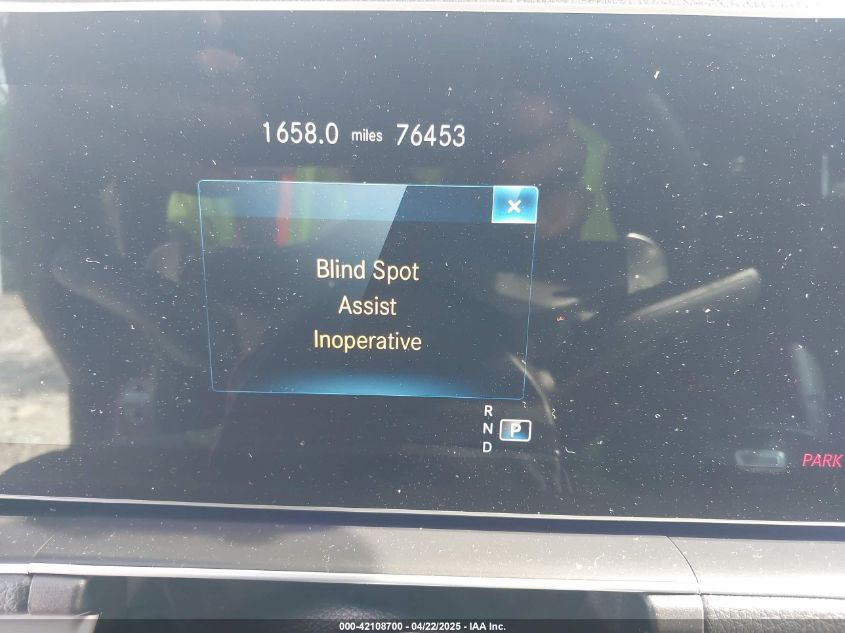 1658.0 miles 76453
×
Blind Spot
Assist
Inoperative
R
N P
D
PARK
000-42108700 - 04/22/2025 - IAA Inc.